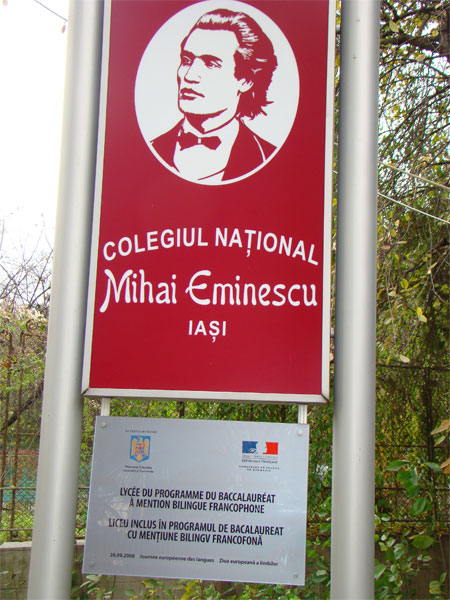 COLEGIUL NAȚIONAL
Mihai Eminescu
IAȘI
LYCÉE DU PROGRAMME DU BACCALAURÉAT
À MENTION BILINGUE FRANCOPHONE
LICEU INCLUS ÎN PROGRAMUL DE BACALAUREAT
CU MENȚIUNE BILINGV FRANCOFONĂ
26.09.2008 Journée européenne des langues Ziua europeană a limbilor